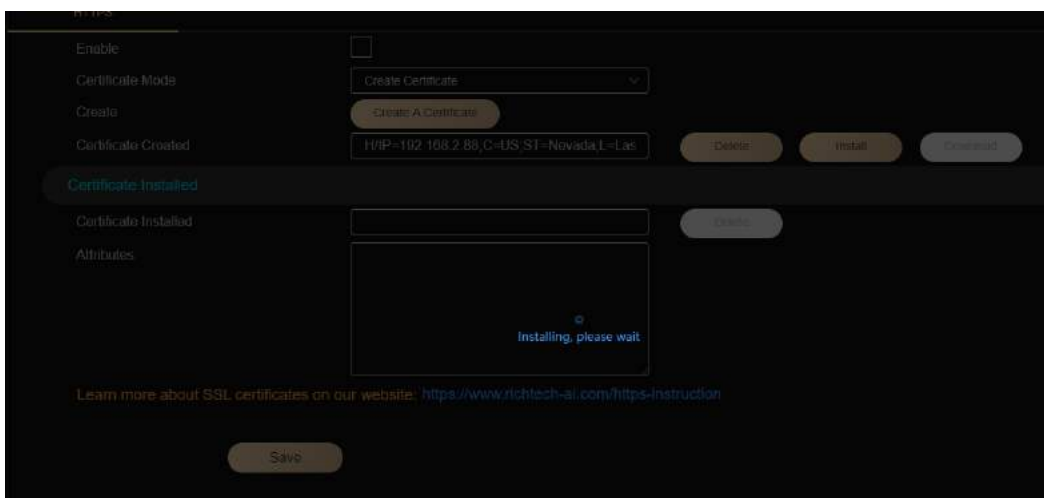 HTTPS
Enable
Certificate Mode Create Certificate
Create Create A Certificate
Certificate Created H/IP=192.168.2.88,C=US,ST=Nevada,L=Las Delete Install Download
Certificate Installed
Certificate Installed Delete
Attributes
Installing, please wait
Learn more about SSL certificates on our website: https://www.richtech-ai.com/https-instruction
Save